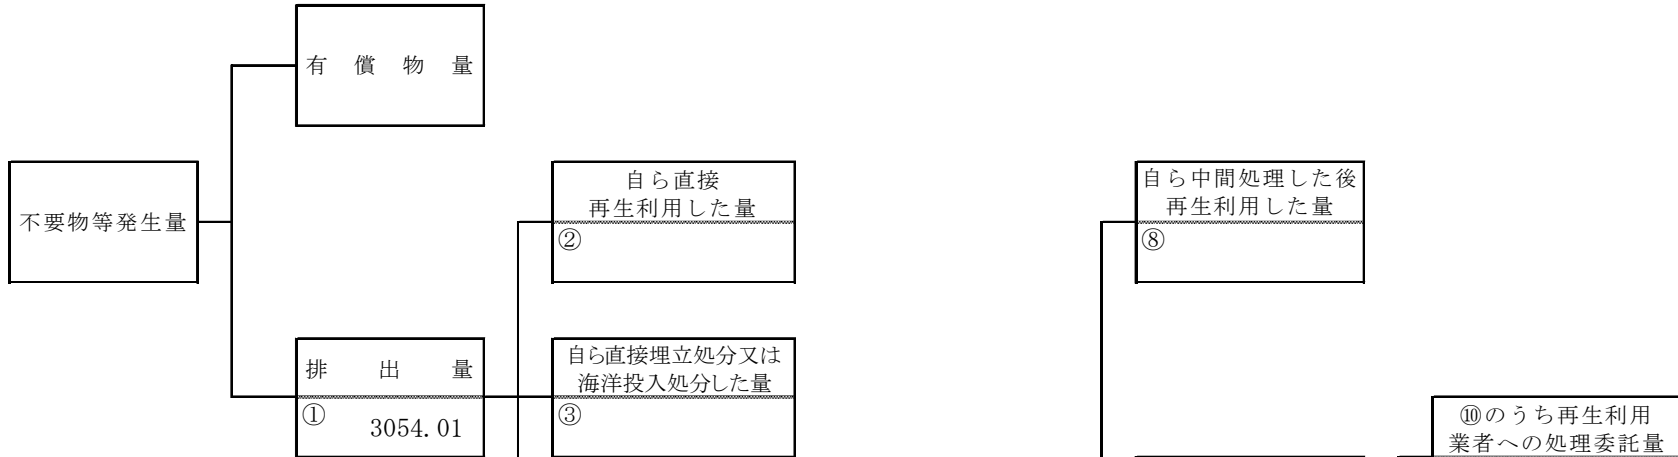 有償物量
不要物等発生量
自ら直接
再生利用した量
②
自ら中間処理した後
再生利用した量
⑧
排出量
①
3054.01
自ら直接埋立処分又は
海洋投入処分した量
③
⑩のうち再生利用
業者への処理委託量